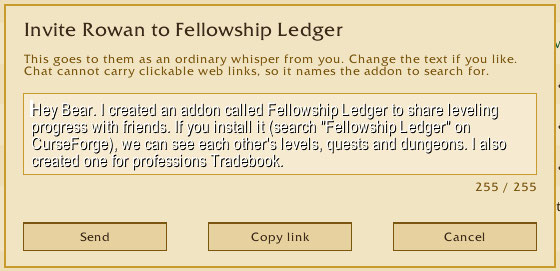 Invite Rowan to Fellowship Ledger
This goes to them as an ordinary whisper from you. Change the text if you like.
Chat cannot carry clickable web links, so it names the addon to search for.
Hey Bear. I created an addon called Fellowship Ledger to share leveling
progress with friends. If you install it (search "Fellowship Ledger" on
CurseForge), we can see each other's levels, quests and dungeons. I also
created one for professions Tradebook.
255 / 255
Send
Copy link
Cancel